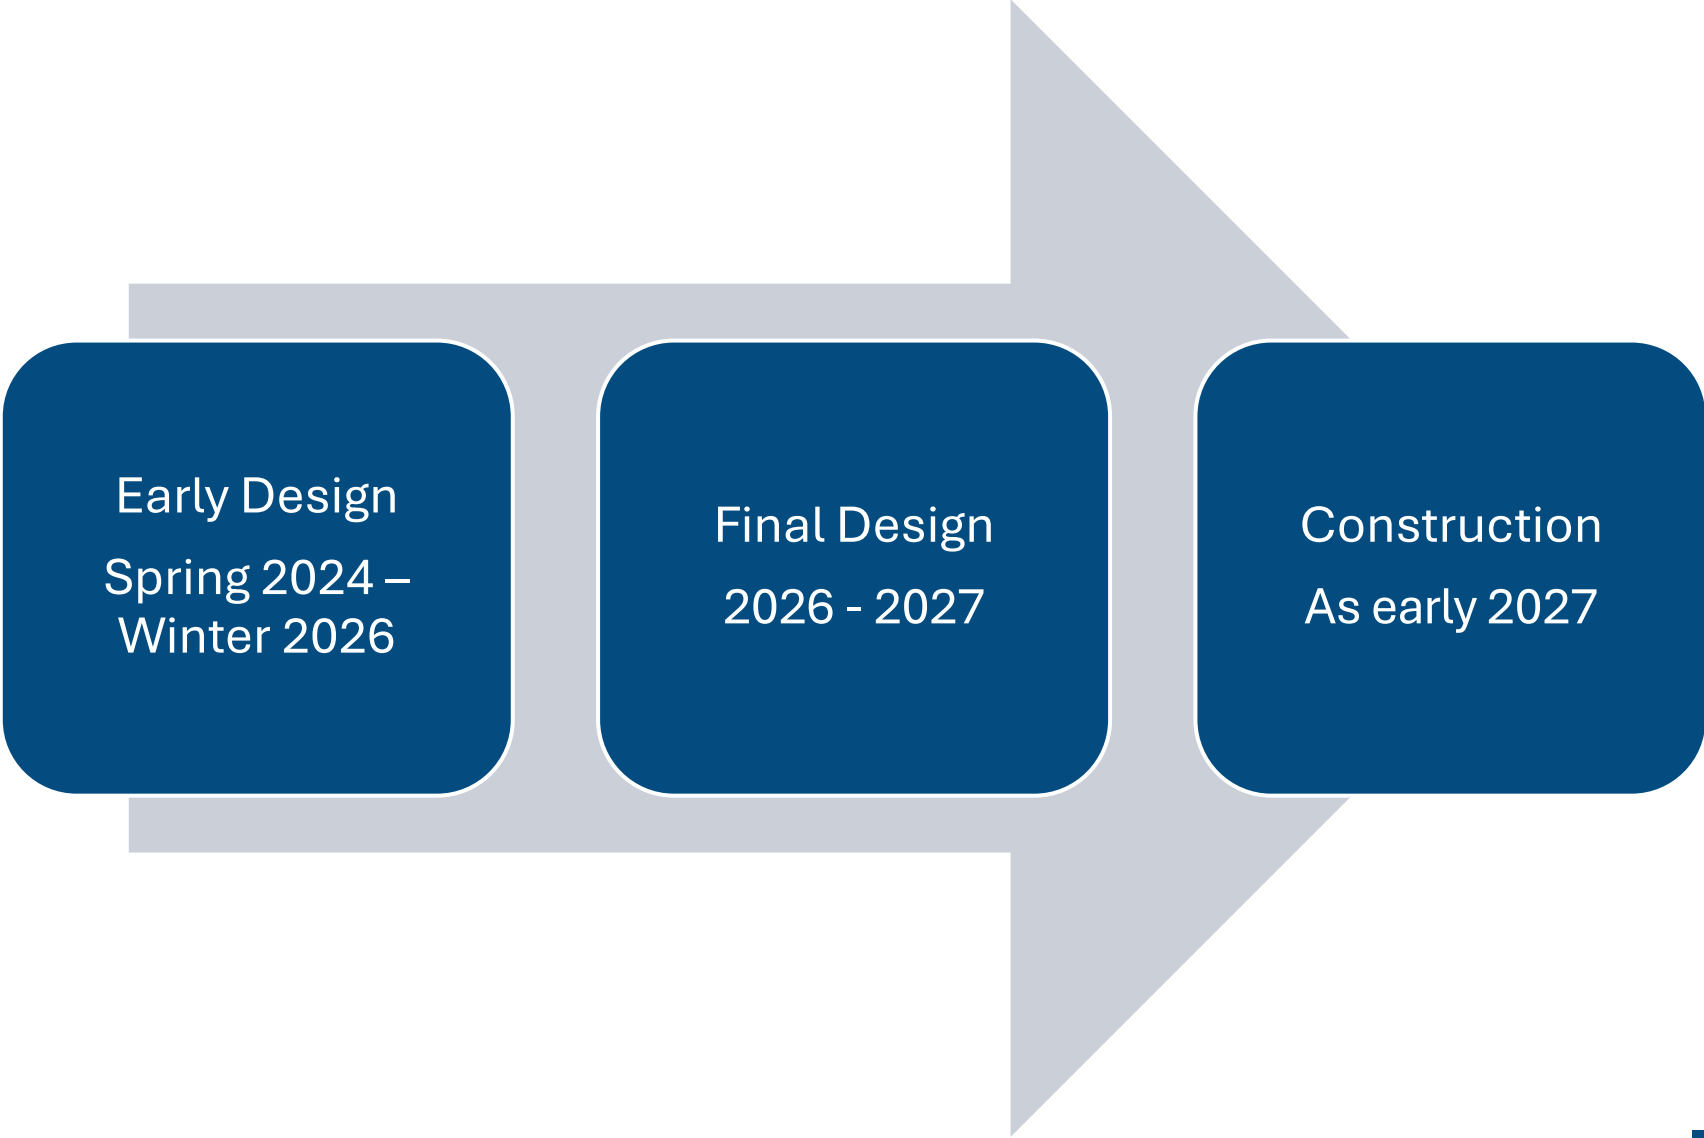 Early Design
Spring 2024 –
Winter 2026
Final Design
2026 - 2027
Construction
As early 2027